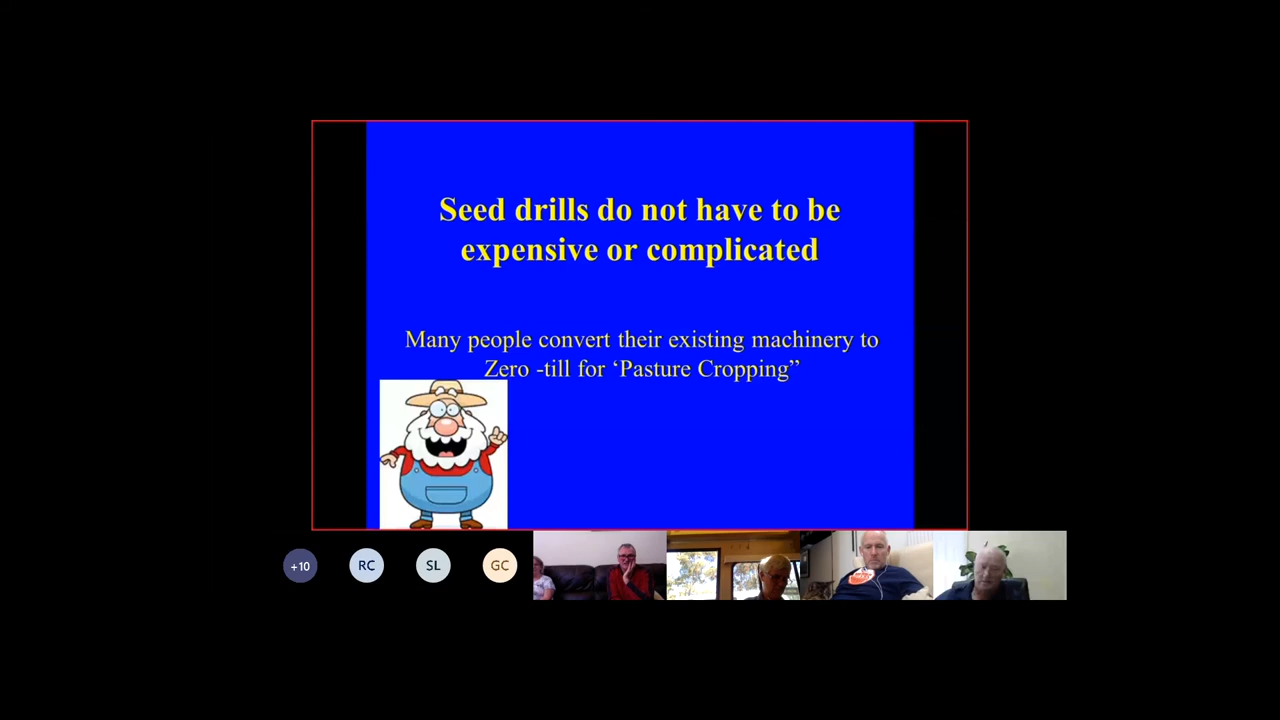 Seed drills do not have to be
expensive or complicated
Many people convert their existing machinery to
Zero -till for ‘Pasture Cropping”
+10
RC
SL
GC